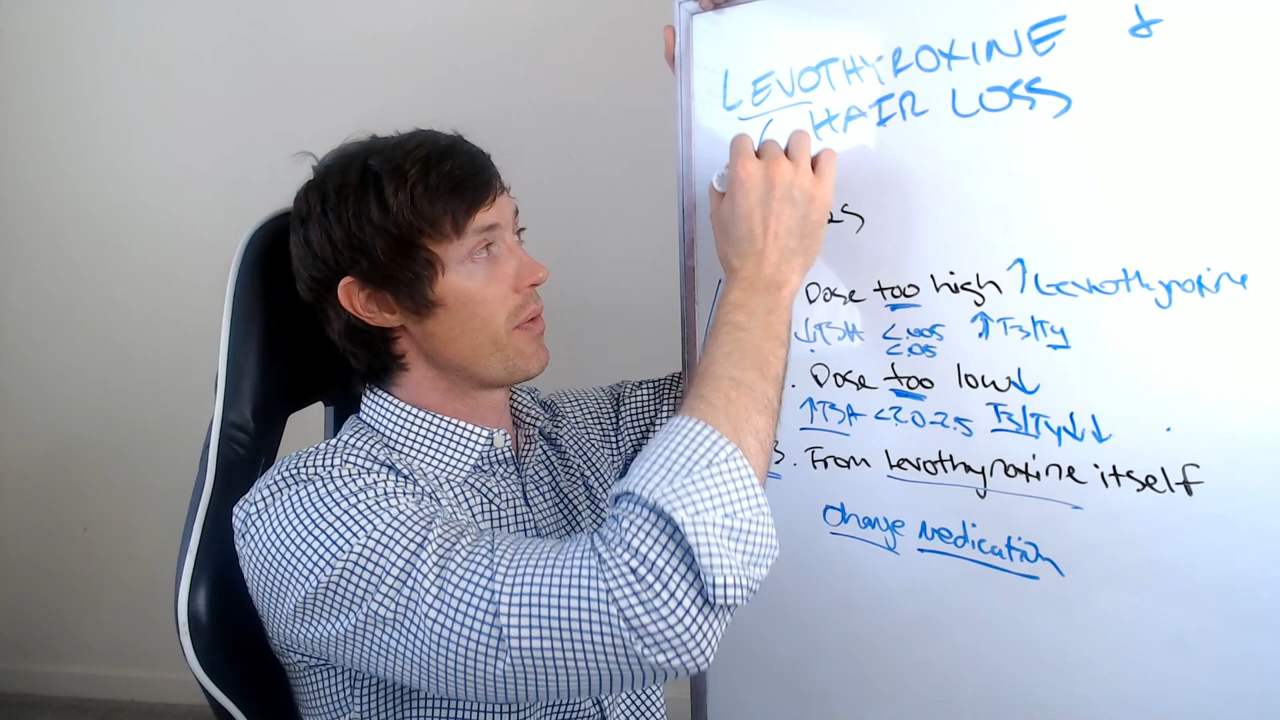 LEVOTHYROXINE &
HAIR LOSS
Dose too high ↑Levothyroxine
↓TSH <.005 ↑T3/T4
<.05
. Dose too low↓
↑TSH <2.0-2.5 T3/T4↓↓
3. From levothyroxine itself
change medication